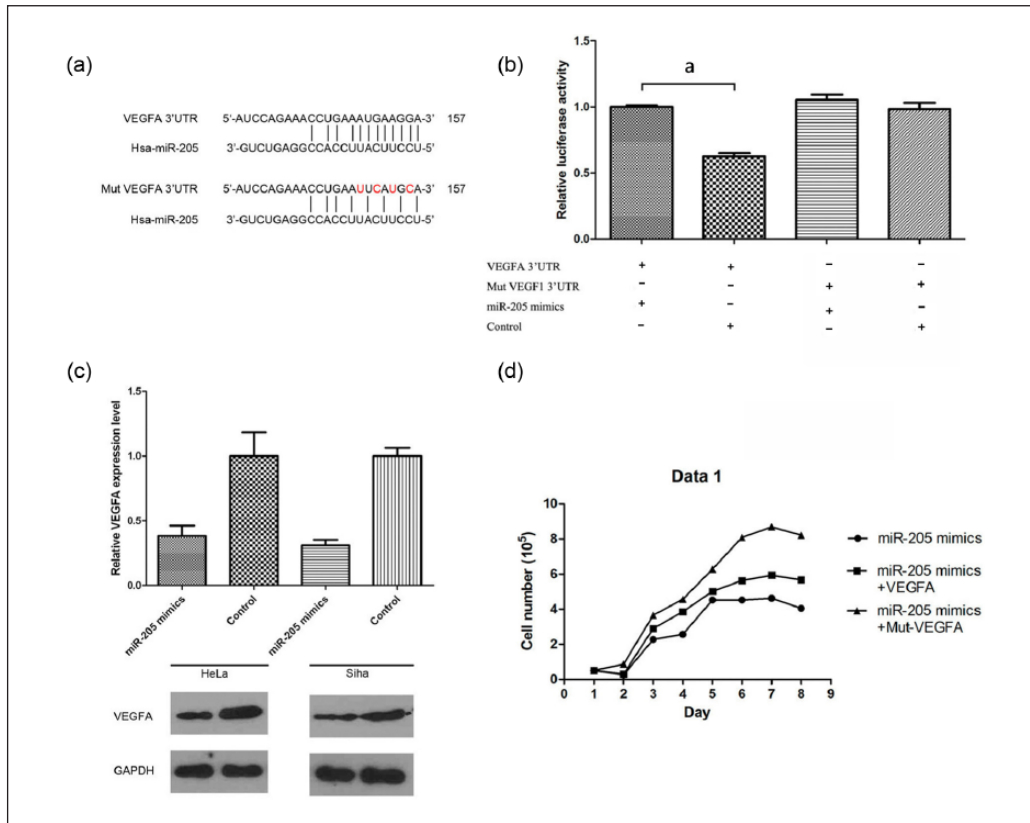 (a)
VEGFA 3'UTR 5'-AUCCAGAAACCUGAAAUGAAGGA-3' 157
Hsa-miR-205 3'-GUCUGAGGCCACCUUACUUCCU-5'
Mut VEGFA 3'UTR 5'-AUCCAGAAACCUGAAUUCAUGCA-3' 157
Hsa-miR-205 3'-GUCUGAGGCCACCUUACUUCCU-5'
(b)
Relative luciferase activity
1.5
1.0
0.5
0.0
a
VEGFA 3'UTR + + − −
Mut VEGF1 3'UTR − − + +
miR-205 mimics + − + −
Control − + − +
(c)
Relative VEGFA expression level
1.5
1.0
0.5
0.0
miR-205 mimics
Control
miR-205 mimics
Control
HeLa
Siha
VEGFA
GAPDH
(d)
Data 1
Cell number (10⁵)
10
8
6
4
2
0
0 1 2 3 4 5 6 7 8 9
Day
miR-205 mimics
miR-205 mimics
+VEGFA
miR-205 mimics
+Mut-VEGFA